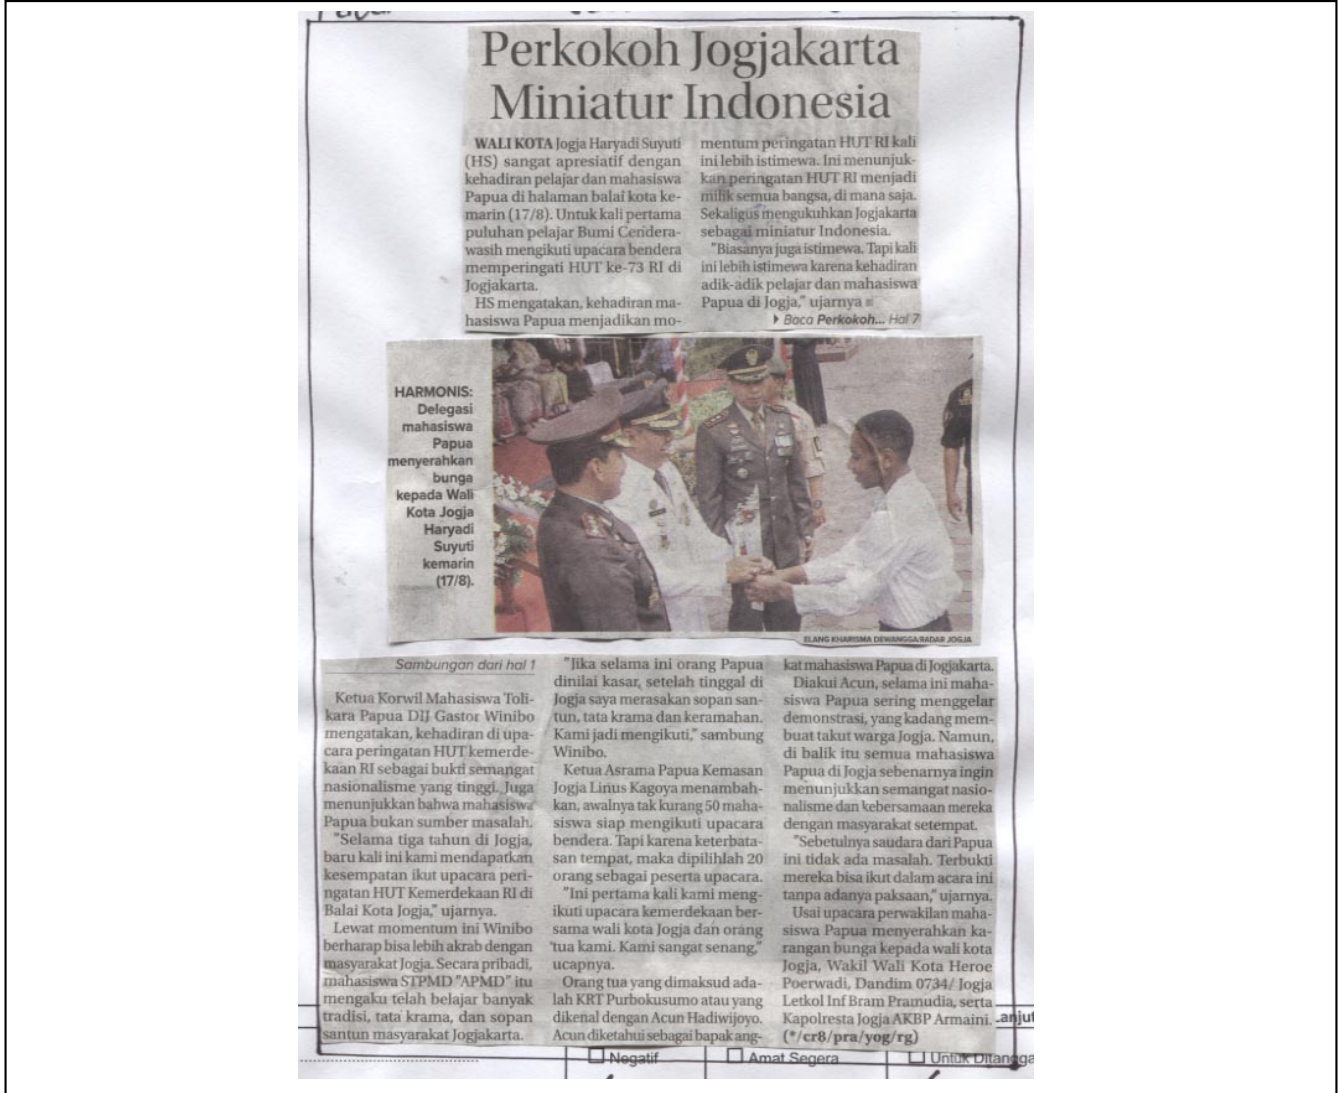 Perkokoh Jogjakarta
Miniatur Indonesia
WALI KOTA Jogja Haryadi Suyuti
(HS) sangat apresiatif dengan
kehadiran pelajar dan mahasiswa
Papua di halaman balai kota ke-
marin (17/8). Untuk kali pertama
puluhan pelajar Bumi Cendera-
wasih mengikuti upacara bendera
memperingati HUT ke-73 RI di
Jogjakarta.
HS mengatakan, kehadiran ma-
hasiswa Papua menjadikan mo-
mentum peringatan HUT RI kali
ini lebih istimewa. Ini menunjuk-
kan peringatan HUT RI menjadi
milik semua bangsa, di mana saja.
Sekaligus mengukuhkan Jogjakarta
sebagai miniatur Indonesia.
"Biasanya juga istimewa. Tapi kali
ini lebih istimewa karena kehadiran
adik-adik pelajar dan mahasiswa
Papua di Jogja," ujarnya
Baca Perkokoh... Hal 7
HARMONIS:
Delegasi
mahasiswa
Papua
menyerahkan
bunga
kepada Wali
Kota Jogja
Haryadi
Suyuti
kemarin
(17/8).
ELANG KHARISMA DEWANGGA/RADAR JOGJA
Sambungan dari hal 1
Ketua Korwil Mahasiswa Toli-
kara Papua DIJ Gastor Winibo
mengatakan, kehadiran di upa-
cara peringatan HUT kemerde-
kaan RI sebagai bukti semangat
nasionalisme yang tinggi. Juga
menunjukkan bahwa mahasiswa
Papua bukan sumber masalah.
"Selama tiga tahun di Jogja,
baru kali ini kami mendapatkan
kesempatan ikut upacara peri-
ngatan HUT Kemerdekaan RI di
Balai Kota Jogja," ujarnya.
Lewat momentum ini Winibo
berharap bisa lebih akrab dengan
masyarakat Jogja. Secara pribadi,
mahasiswa STPMD "APMD" itu
mengaku telah belajar banyak
tradisi, tata krama, dan sopan
santun masyarakat Jogjakarta.
"Jika selama ini orang Papua
dinilai kasar, setelah tinggal di
Jogja saya merasakan sopan san-
tun, tata krama dan keramahan.
Kami jadi mengikuti," sambung
Winibo.
Ketua Asrama Papua Kemasan
Jogja Linus Kagoya menambah-
kan, awalnya tak kurang 50 maha-
siswa siap mengikuti upacara
bendera. Tapi karena keterbata-
san tempat, maka dipilihlah 20
orang sebagai peserta upacara.
"Ini pertama kali kami meng-
ikuti upacara kemerdekaan ber-
sama wali kota Jogja dan orang
tua kami. Kami sangat senang,"
ucapnya.
Orang tua yang dimaksud ada-
lah KRT Purbokusumo atau yang
dikenal dengan Acun Hadiwijoyo.
Acun diketahui sebagai bapak ang-
kat mahasiswa Papua di Jogjakarta.
Diakui Acun, selama ini maha-
siswa Papua sering menggelar
demonstrasi, yang kadang mem-
buat takut warga Jogja. Namun,
di balik itu semua mahasiswa
Papua di Jogja sebenarnya ingin
menunjukkan semangat nasio-
nalisme dan kebersamaan mereka
dengan masyarakat setempat.
"Sebetulnya saudara dari Papua
ini tidak ada masalah. Terbukti
mereka bisa ikut dalam acara ini
tanpa adanya paksaan," ujarnya.
Usai upacara perwakilan maha-
siswa Papua menyerahkan ka-
rangan bunga kepada wali kota
Jogja, Wakil Wali Kota Heroe
Poerwadi, Dandim 0734/ Jogja
Letkol Inf Bram Pramudia, serta
Kapolresta Jogja AKBP Armaini.
(*/cr8/pra/yog/rg)
Negatif
Amat Segera